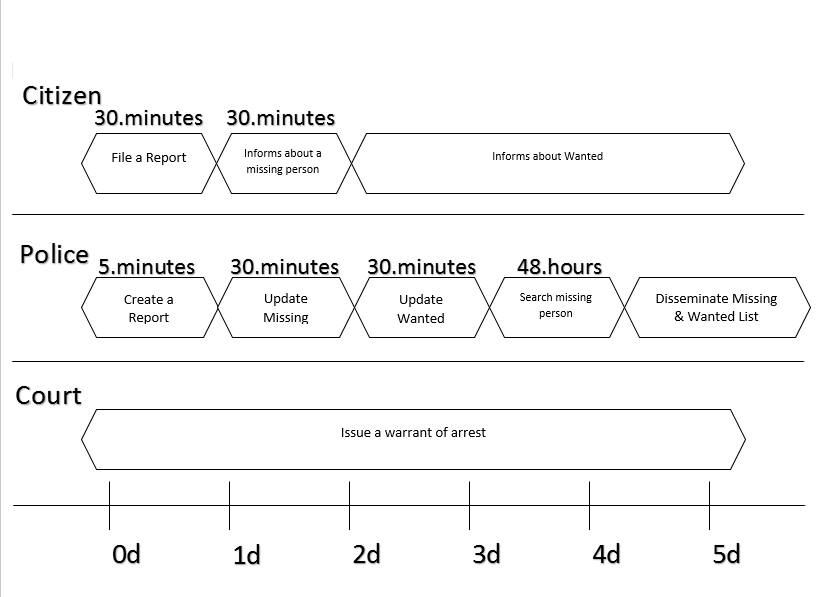 Citizen
30.minutes 30.minutes
File a Report
Informs about a
missing person
Informs about Wanted
Police
5.minutes 30.minutes 30.minutes 48.hours
Create a
Report
Update
Missing
Update
Wanted
Search missing
person
Disseminate Missing
& Wanted List
Court
Issue a warrant of arrest
0d 1d 2d 3d 4d 5d